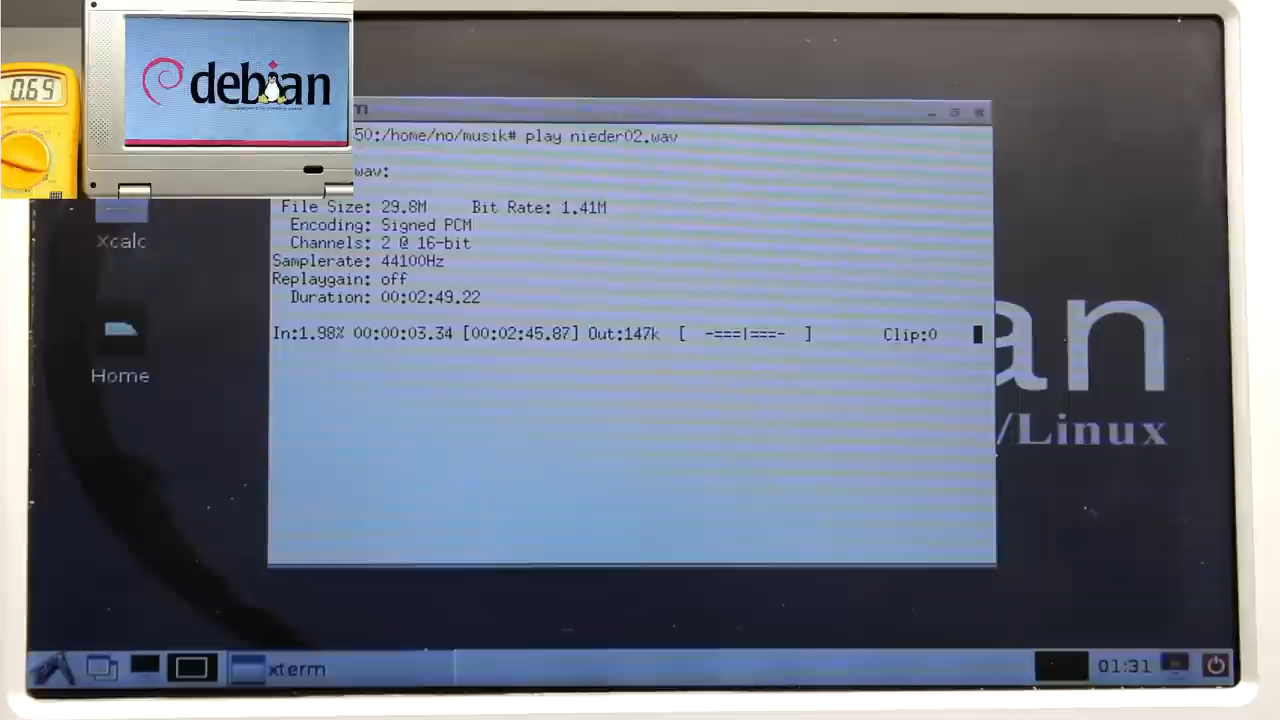 0.69
debian
m
50:/home/no/musik# play nieder02.wav
wav:
File Size: 29.8M Bit Rate: 1.41M
Encoding: Signed PCM
Channels: 2 @ 16-bit
Samplerate: 44100Hz
Replaygain: off
Duration: 00:02:49.22
In:1.98% 00:00:03.34 [00:02:45.87] Out:147k [ -===|===- ] Clip:0
Xcalc
Home
an
/Linux
xterm
01:31